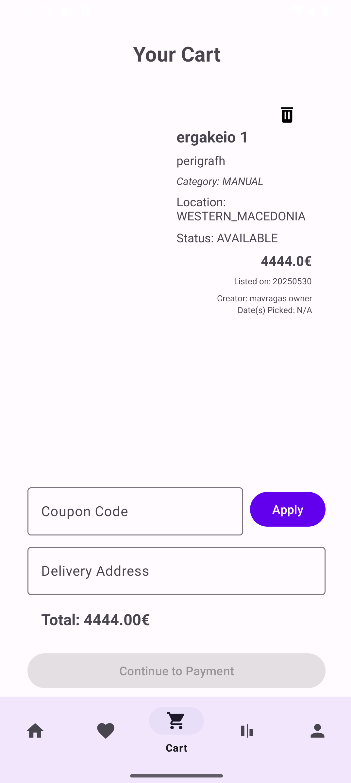 Your Cart
ergakeio 1
perigrafh
Category: MANUAL
Location:
WESTERN_MACEDONIA
Status: AVAILABLE
4444.0€
Listed on: 20250530
Creator: mavragas owner
Date(s) Picked: N/A
Coupon Code
Apply
Delivery Address
Total: 4444.00€
Continue to Payment
Cart